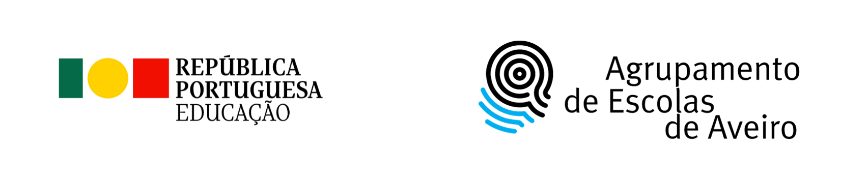 REPÚBLICA
PORTUGUESA
EDUCAÇÃO
Agrupamento
de Escolas
de Aveiro